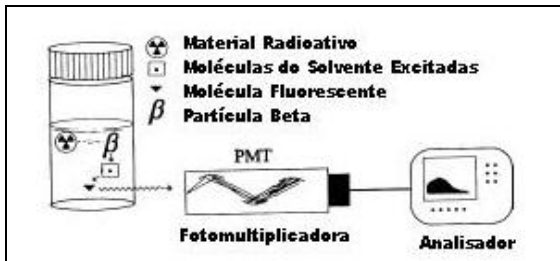 Material Radioativo
Moléculas do Solvente Excitadas
Molécula Fluorescente
β Partícula Beta
β
PMT
Fotomultiplicadora
Analisador